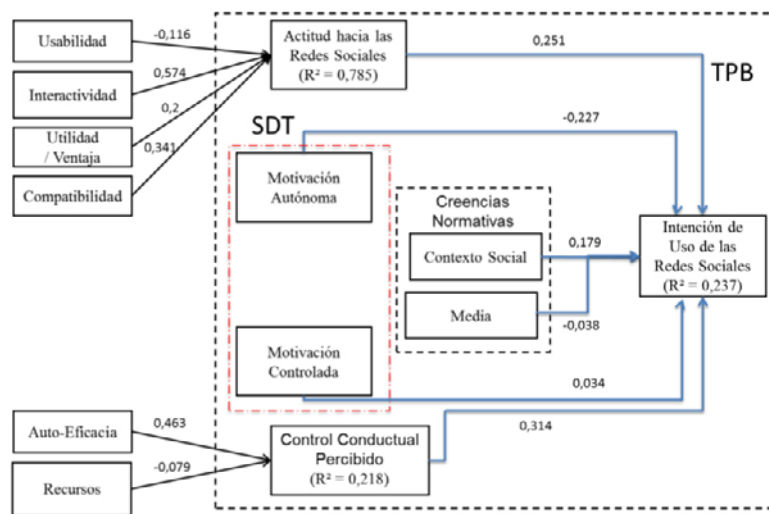 Usabilidad
-0,116
Actitud hacia las
Redes Sociales
(R² = 0,785)
0,251
TPB
Interactividad
0,574
0,2
Utilidad
/ Ventaja
0,341
Compatibilidad
SDT
-0,227
Motivación
Autónoma
Creencias
Normativas
Contexto Social
0,179
Media
-0,038
Intención de
Uso de las
Redes Sociales
(R² = 0,237)
Motivación
Controlada
0,034
Auto-Eficacia
0,463
Control Conductual
Percibido
(R² = 0,218)
0,314
-0,079
Recursos